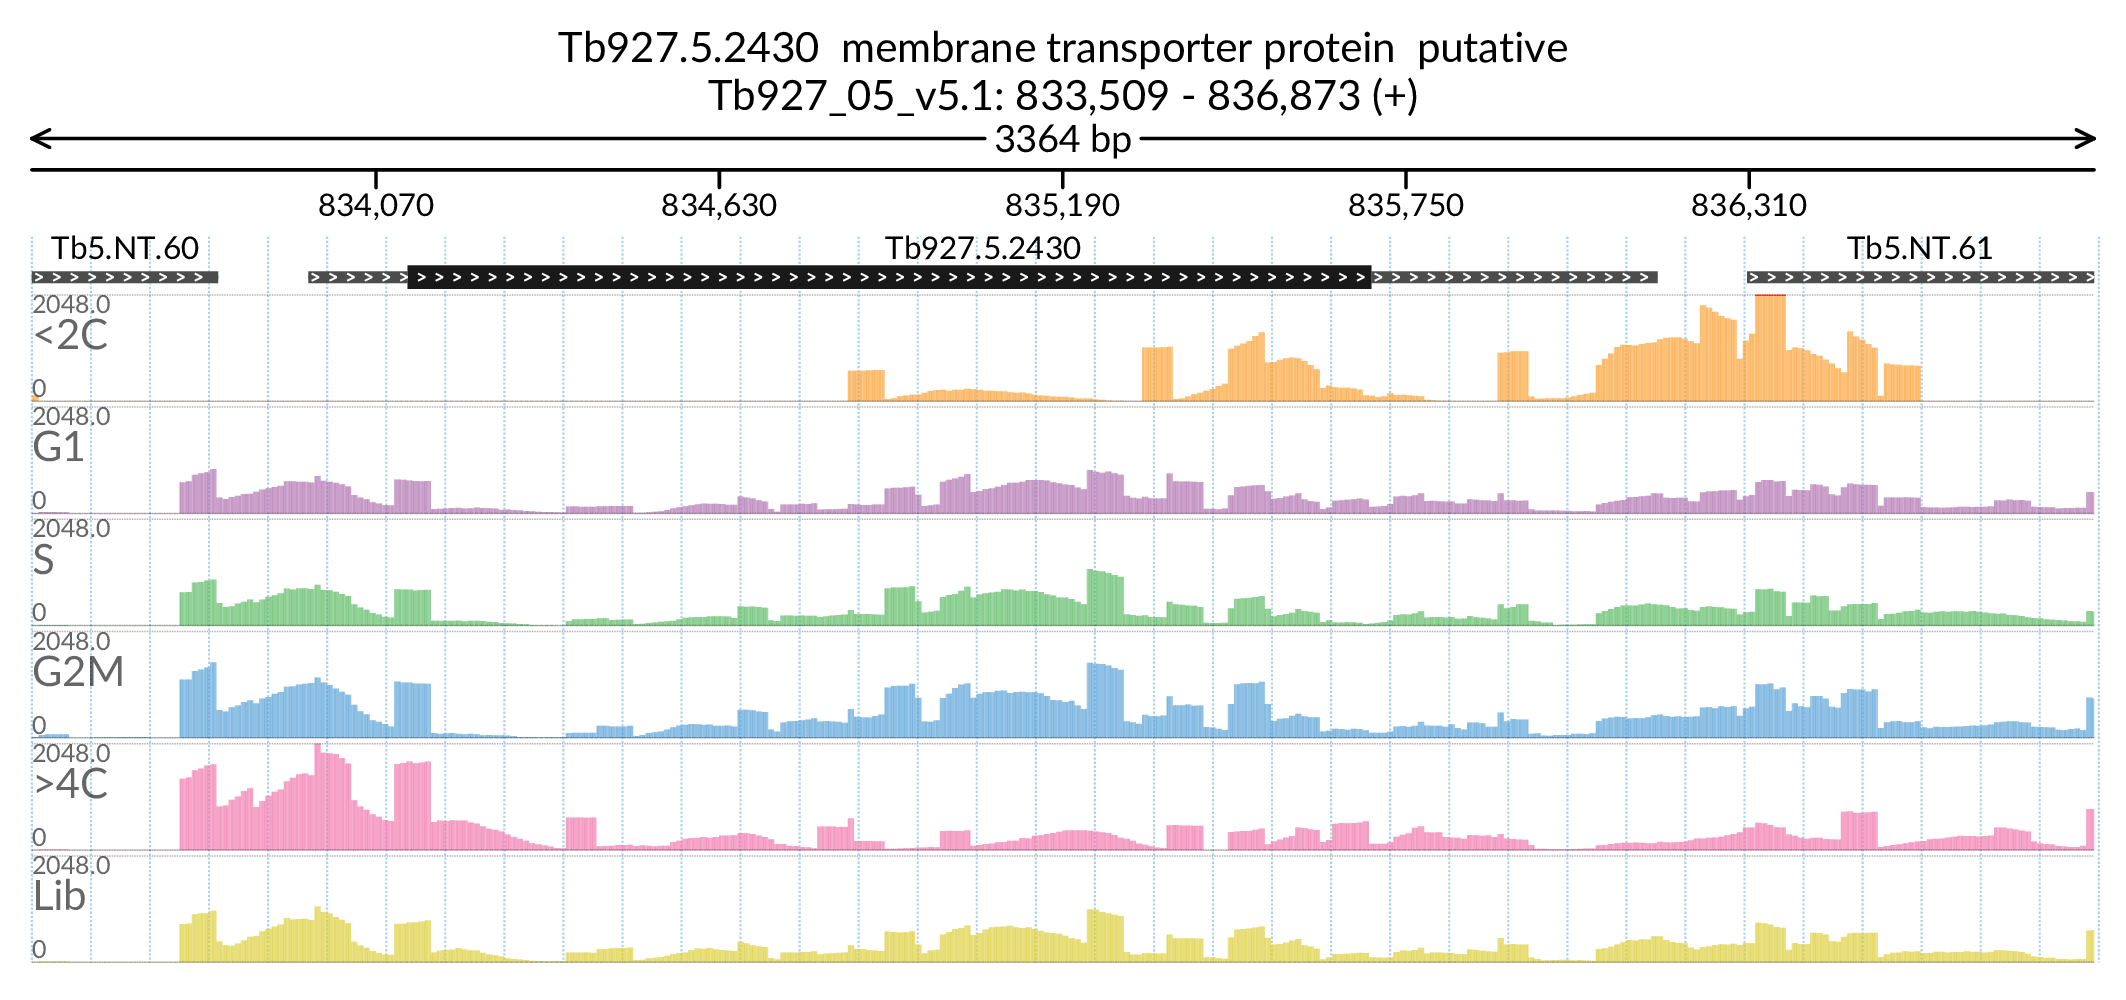 Tb927.5.2430  membrane transporter protein  putative
Tb927_05_v5.1: 833,509 - 836,873 (+)
3364 bp
834,070 834,630 835,190 835,750 836,310
Tb5.NT.60 Tb927.5.2430 Tb5.NT.61
2048.0
<2C
0
2048.0
G1
0
2048.0
S
0
2048.0
G2M
0
2048.0
>4C
0
2048.0
Lib
0